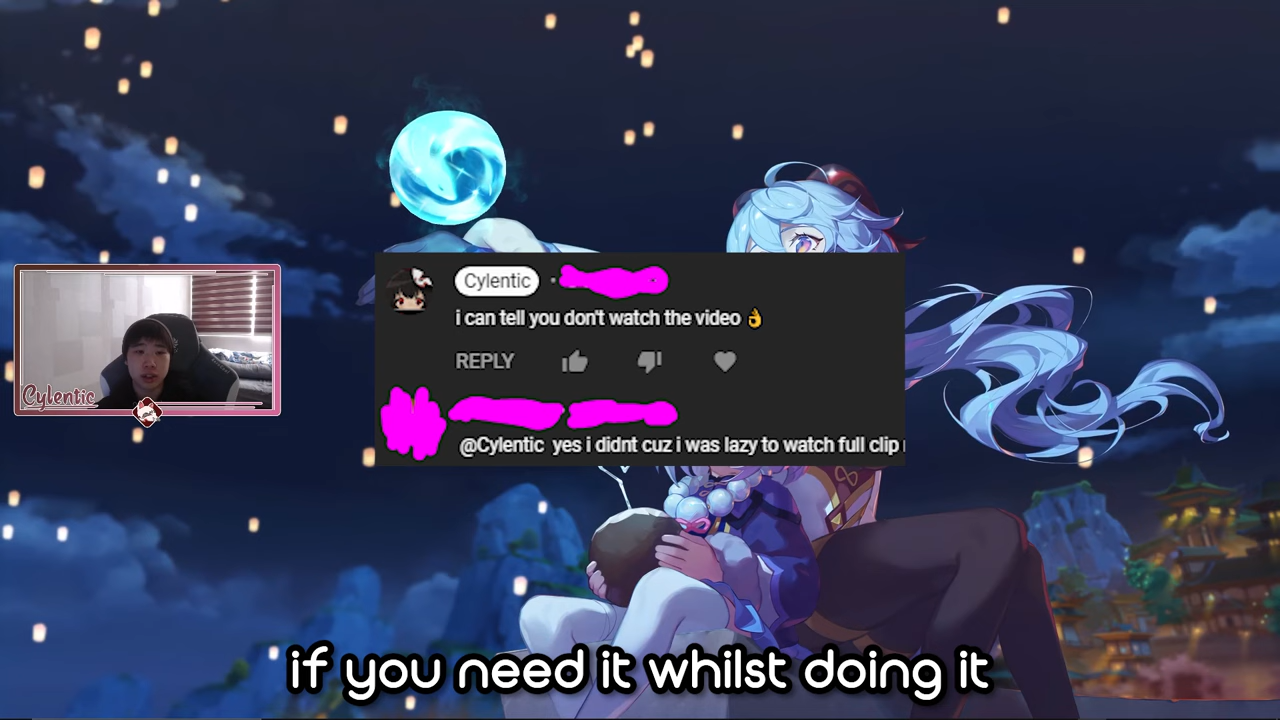 Cylentic
i can tell you don't watch the video 👌
REPLY
@Cylentic yes i didnt cuz i was lazy to watch full clip
Cylentic
if you need it whilst doing it